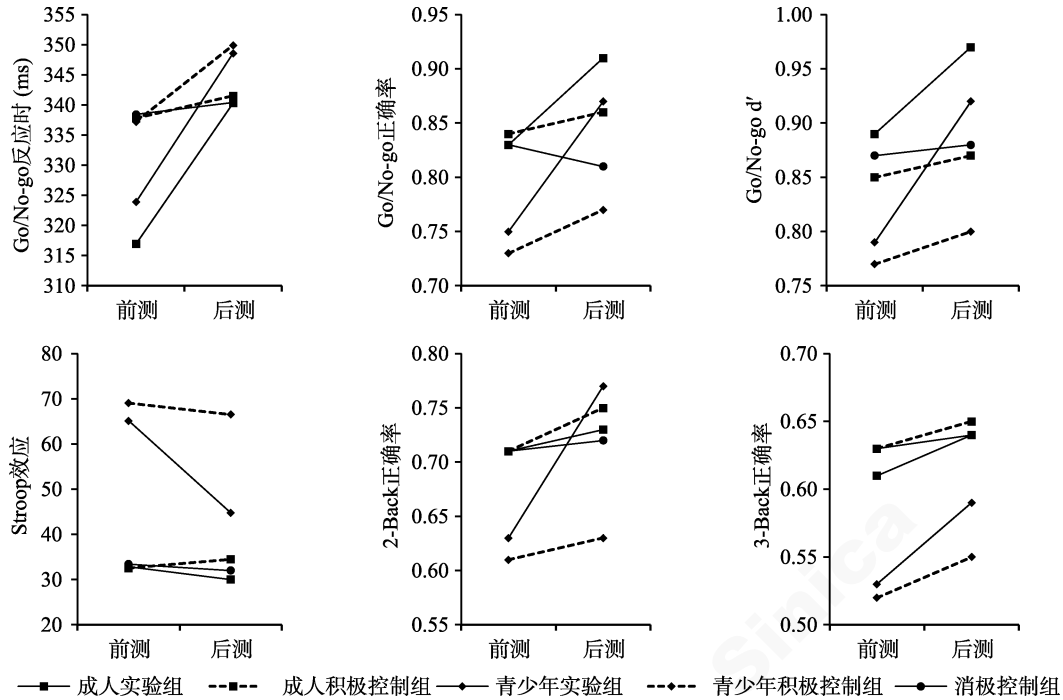 Go/No-go反应时 (ms)
355
350
345
340
335
330
325
320
315
310
前测
后测
Go/No-go正确率
0.95
0.90
0.85
0.80
0.75
0.70
前测
后测
Go/No-go d′
1.00
0.95
0.90
0.85
0.80
0.75
前测
后测
Stroop效应
80
70
60
50
40
30
20
前测
后测
2-Back正确率
0.80
0.75
0.70
0.65
0.60
0.55
前测
后测
3-Back正确率
0.70
0.65
0.60
0.55
0.50
前测
后测
成人实验组 成人积极控制组 青少年实验组 青少年积极控制组 消极控制组
Sinica